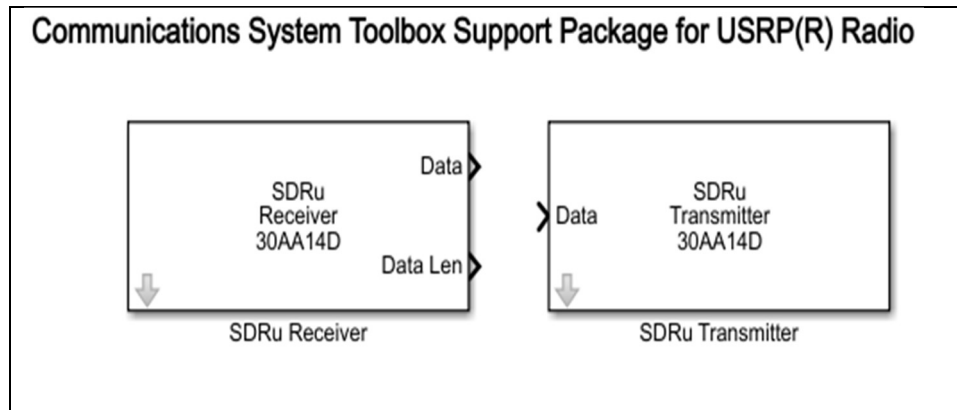 Communications System Toolbox Support Package for USRP(R) Radio
SDRu
Receiver
30AA14D
Data
Data Len
SDRu Receiver
Data
SDRu
Transmitter
30AA14D
SDRu Transmitter